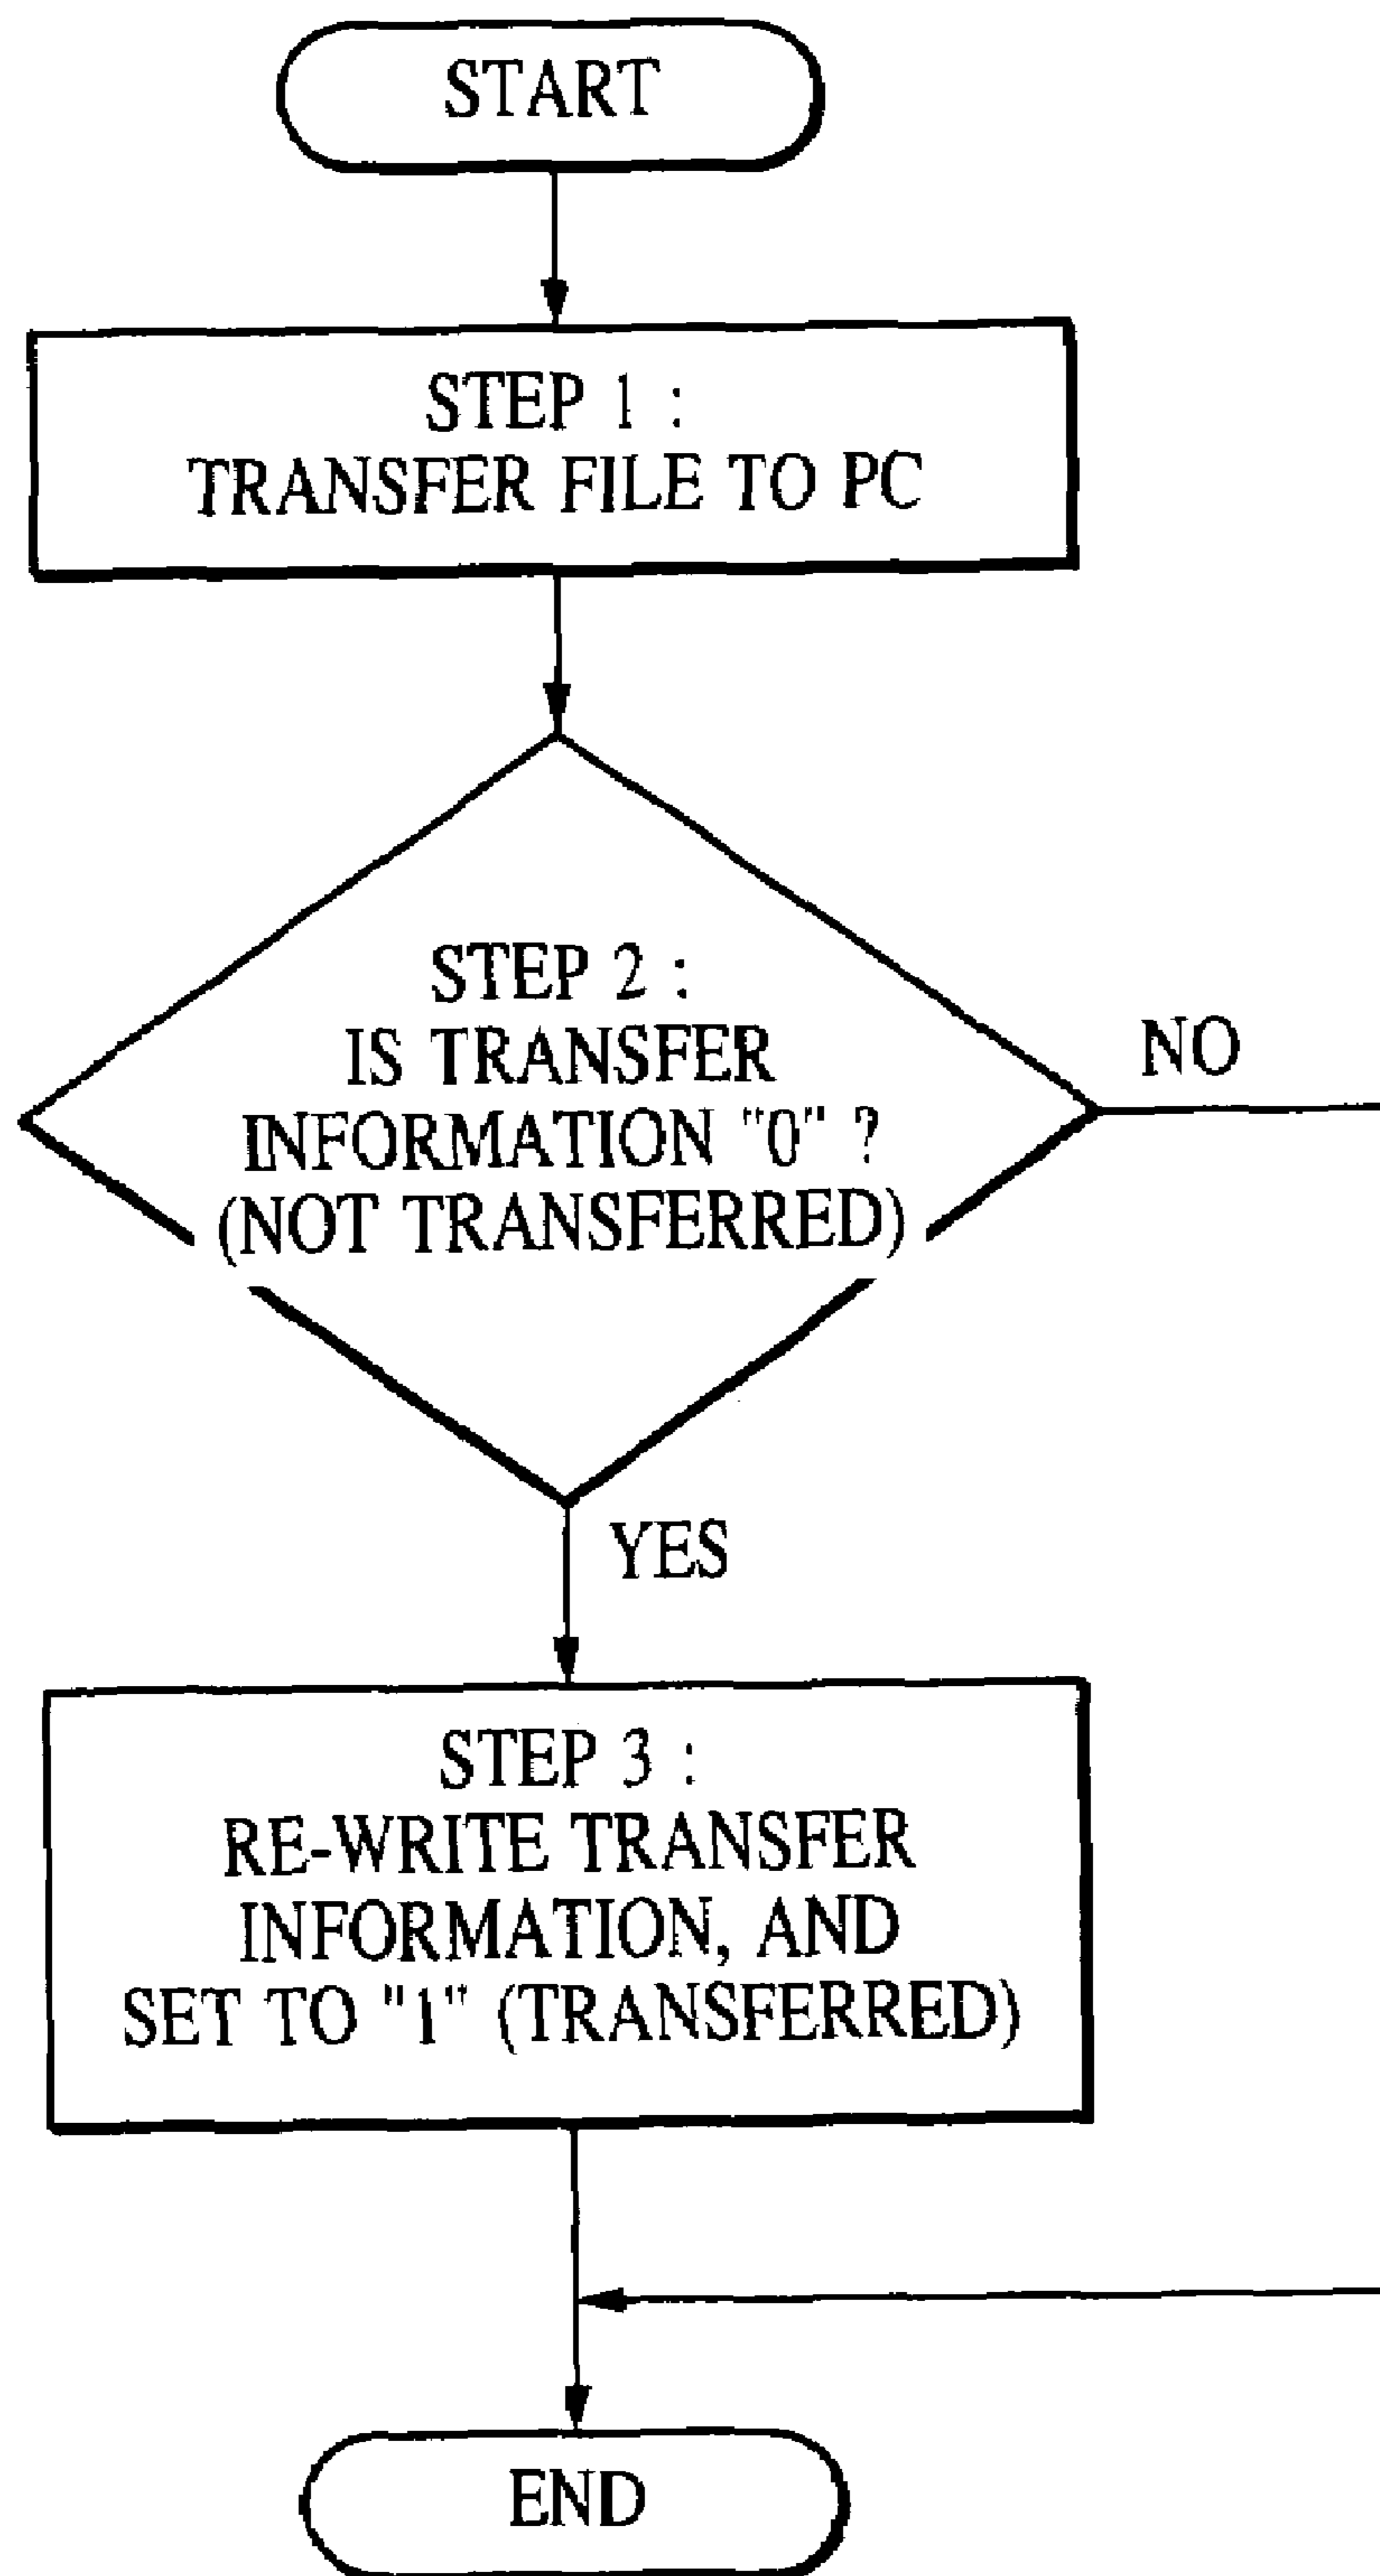 START
STEP 1 :
TRANSFER FILE TO PC
STEP 2 :
IS TRANSFER
INFORMATION "0" ?
(NOT TRANSFERRED)
NO
YES
STEP 3 :
RE-WRITE TRANSFER
INFORMATION, AND
SET TO "1" (TRANSFERRED)
END